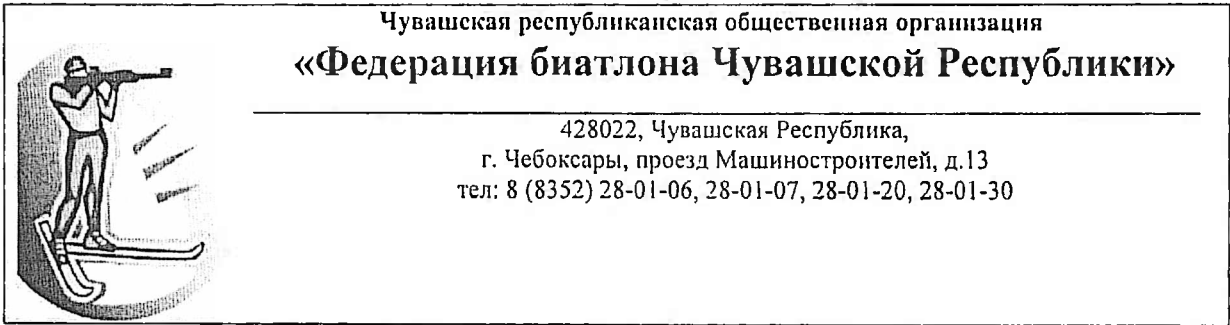 Чувашская республиканская общественная организация
«Федерация биатлона Чувашской Республики»
428022, Чувашская Республика,
г. Чебоксары, проезд Машиностроителей, д.13
тел: 8 (8352) 28-01-06, 28-01-07, 28-01-20, 28-01-30